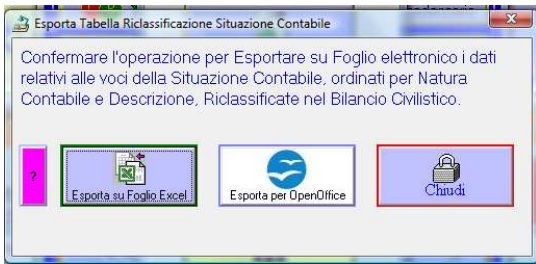 Esporta Tabella Riclassificazione Situazione Contabile
Confermare l'operazione per Esportare su Foglio elettronico i dati
relativi alle voci della Situazione Contabile, ordinati per Natura
Contabile e Descrizione, Riclassificate nel Bilancio Civilistico.
?
Esporta su Foglio Excel
Esporta per OpenOffice
Chiudi